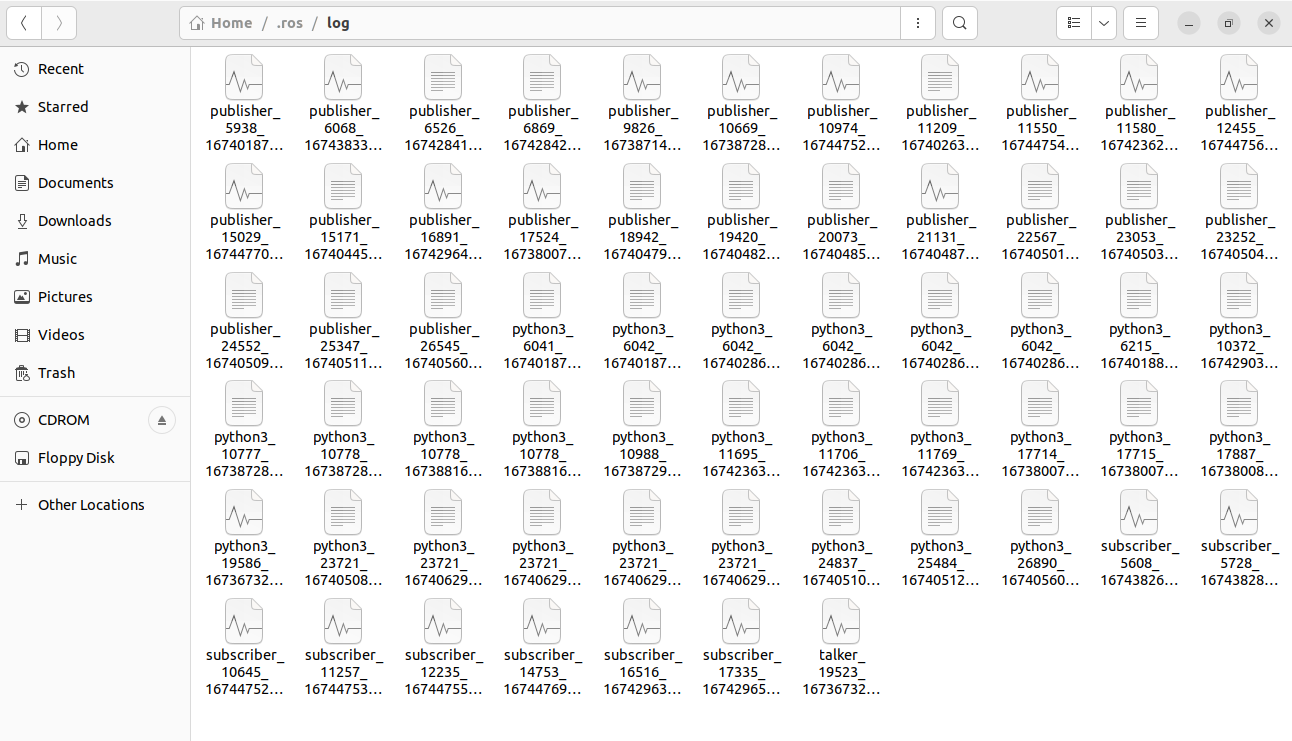 Home / .ros / log
Recent
Starred
Home
Documents
Downloads
Music
Pictures
Videos
Trash
CDROM
Floppy Disk
Other Locations
publisher_ publisher_ publisher_ publisher_ publisher_ publisher_ publisher_ publisher_ publisher_ publisher_ publisher_
5938_ 6068_ 6526_ 6869_ 9826_ 10669_ 10974_ 11209_ 11550_ 11580_ 12455_
16740187... 16743833... 16742841... 16742842... 16738714... 16738728... 16744752... 16740263... 16744754... 16742362... 16744756...
publisher_ publisher_ publisher_ publisher_ publisher_ publisher_ publisher_ publisher_ publisher_ publisher_ publisher_
15029_ 15171_ 16891_ 17524_ 18942_ 19420_ 20073_ 21131_ 22567_ 23053_ 23252_
16744770... 16740445... 16742964... 16738007... 16740479... 16740482... 16740485... 16740487... 16740501... 16740503... 16740504...
publisher_ publisher_ publisher_ python3_ python3_ python3_ python3_ python3_ python3_ python3_ python3_
24552_ 25347_ 26545_ 6041_ 6042_ 6042_ 6042_ 6042_ 6042_ 6215_ 10372_
16740509... 16740511... 16740560... 16740187... 16740187... 16740286... 16740286... 16740286... 16740286... 16740188... 16742903...
python3_ python3_ python3_ python3_ python3_ python3_ python3_ python3_ python3_ python3_ python3_
10777_ 10778_ 10778_ 10778_ 10988_ 11695_ 11706_ 11769_ 17714_ 17715_ 17887_
16738728... 16738728... 16738816... 16738816... 16738729... 16742363... 16742363... 16742363... 16738007... 16738007... 16738008...
python3_ python3_ python3_ python3_ python3_ python3_ python3_ python3_ python3_ subscriber_ subscriber_
19586_ 23721_ 23721_ 23721_ 23721_ 23721_ 24837_ 25484_ 26890_ 5608_ 5728_
16736732... 16740508... 16740629... 16740629... 16740629... 16740629... 16740510... 16740512... 16740560... 16743826... 16743828...
subscriber_ subscriber_ subscriber_ subscriber_ subscriber_ subscriber_ talker_
10645_ 11257_ 12235_ 14753_ 16516_ 17335_ 19523_
16744752... 16744753... 16744755... 16744769... 16742963... 16742965... 16736732...